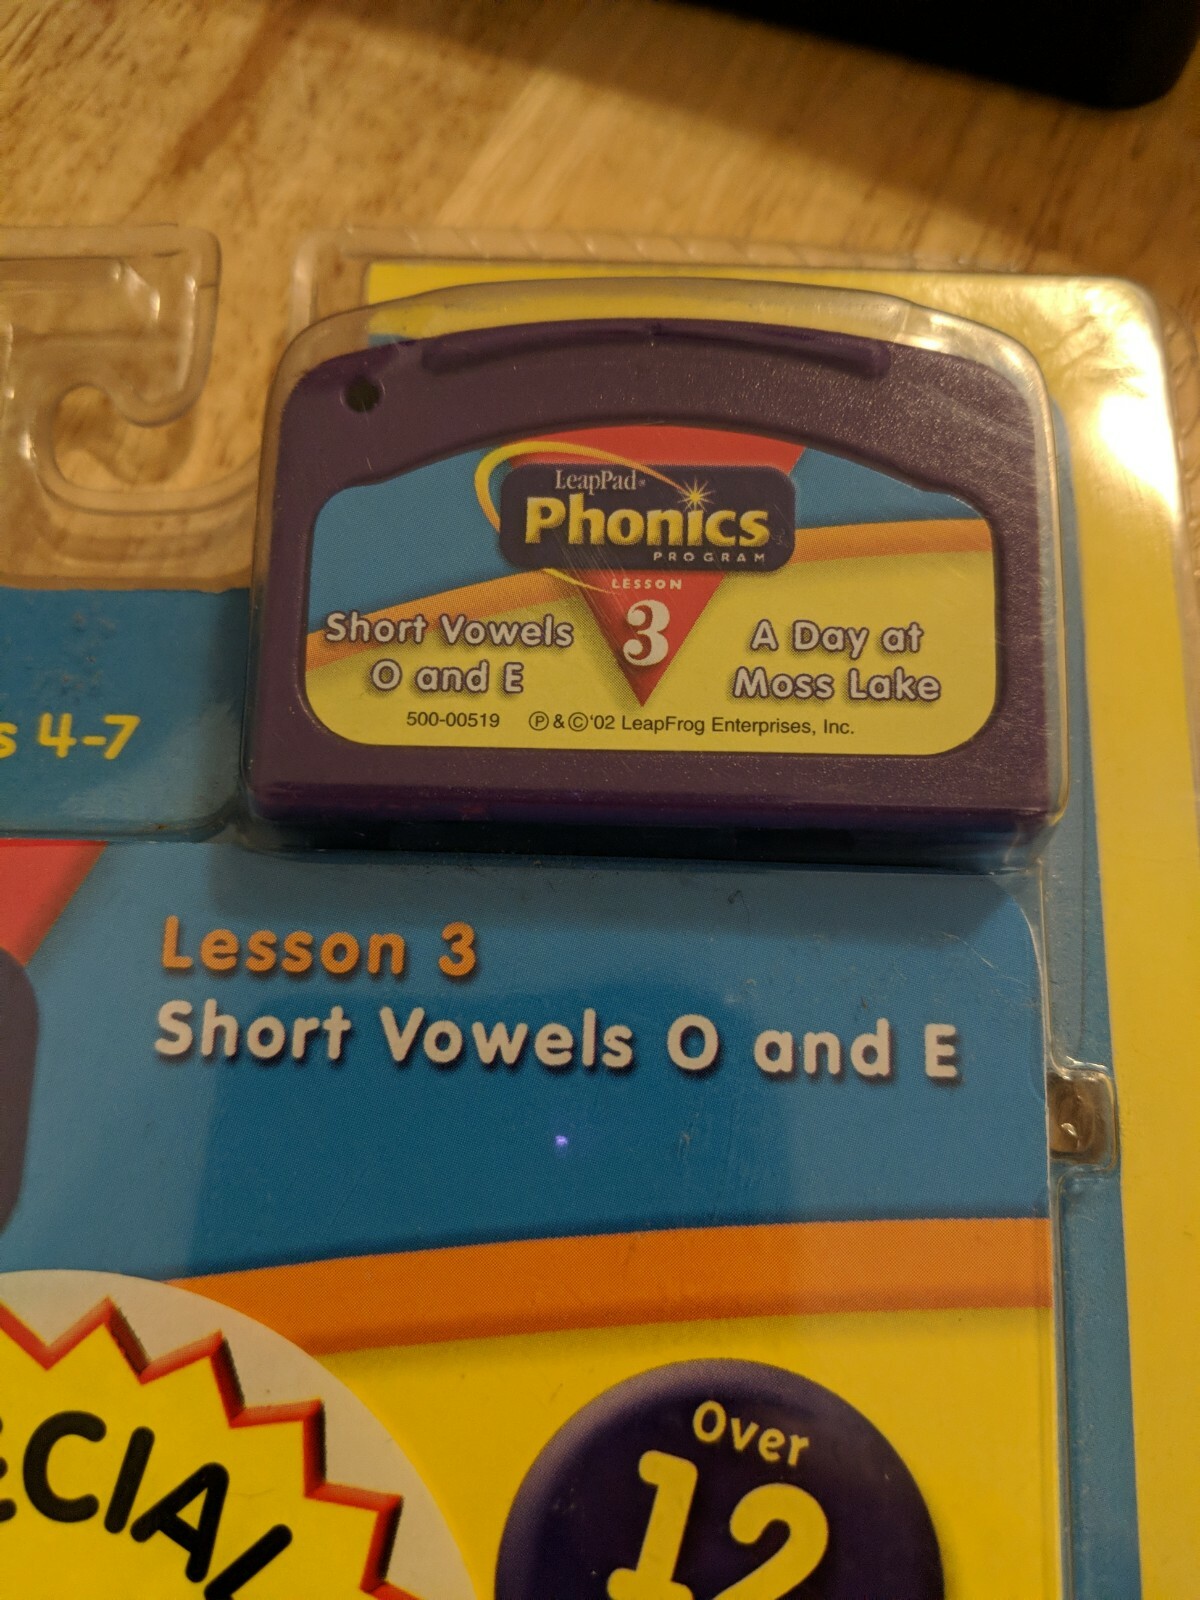 LeapPad®
Phonics
PROGRAM
LESSON
3
Short Vowels
O and E
A Day at
Moss Lake
500-00519 Ⓟ & ©'02 LeapFrog Enterprises, Inc.
4-7
Lesson 3
Short Vowels O and E
Over
12